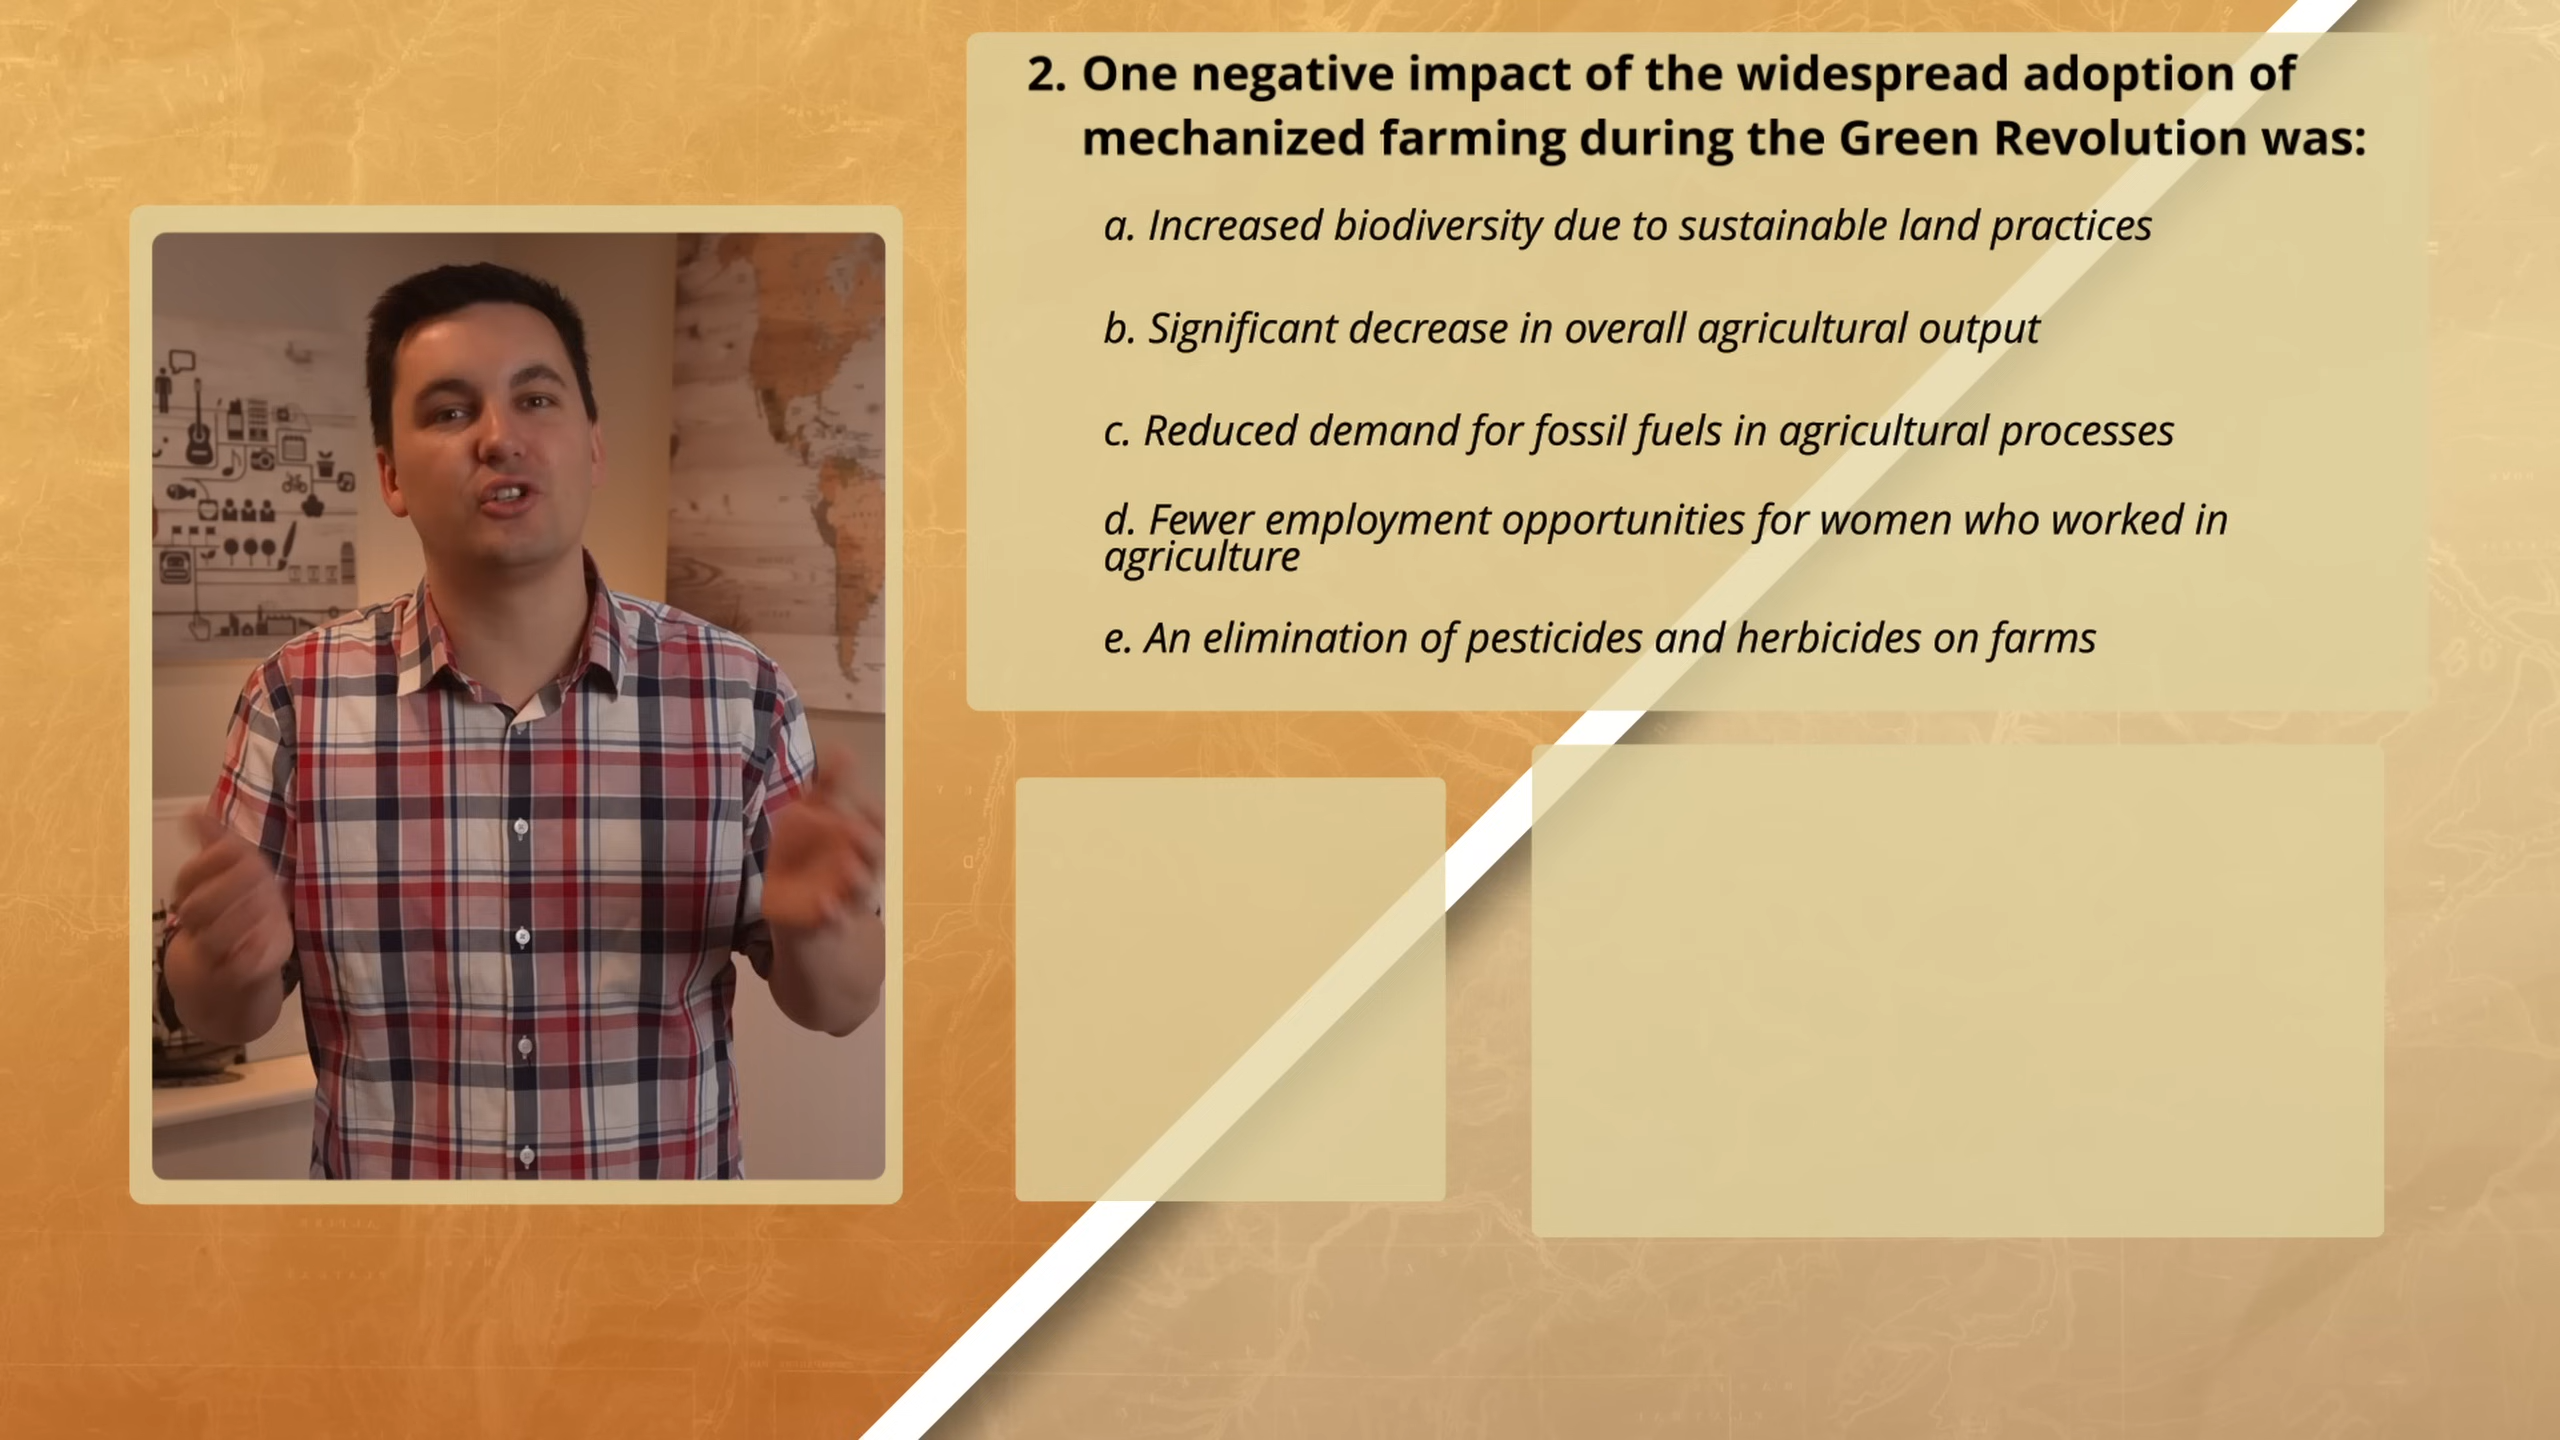 2. One negative impact of the widespread adoption of
mechanized farming during the Green Revolution was:
a. Increased biodiversity due to sustainable land practices
b. Significant decrease in overall agricultural output
c. Reduced demand for fossil fuels in agricultural processes
d. Fewer employment opportunities for women who worked in
agriculture
e. An elimination of pesticides and herbicides on farms